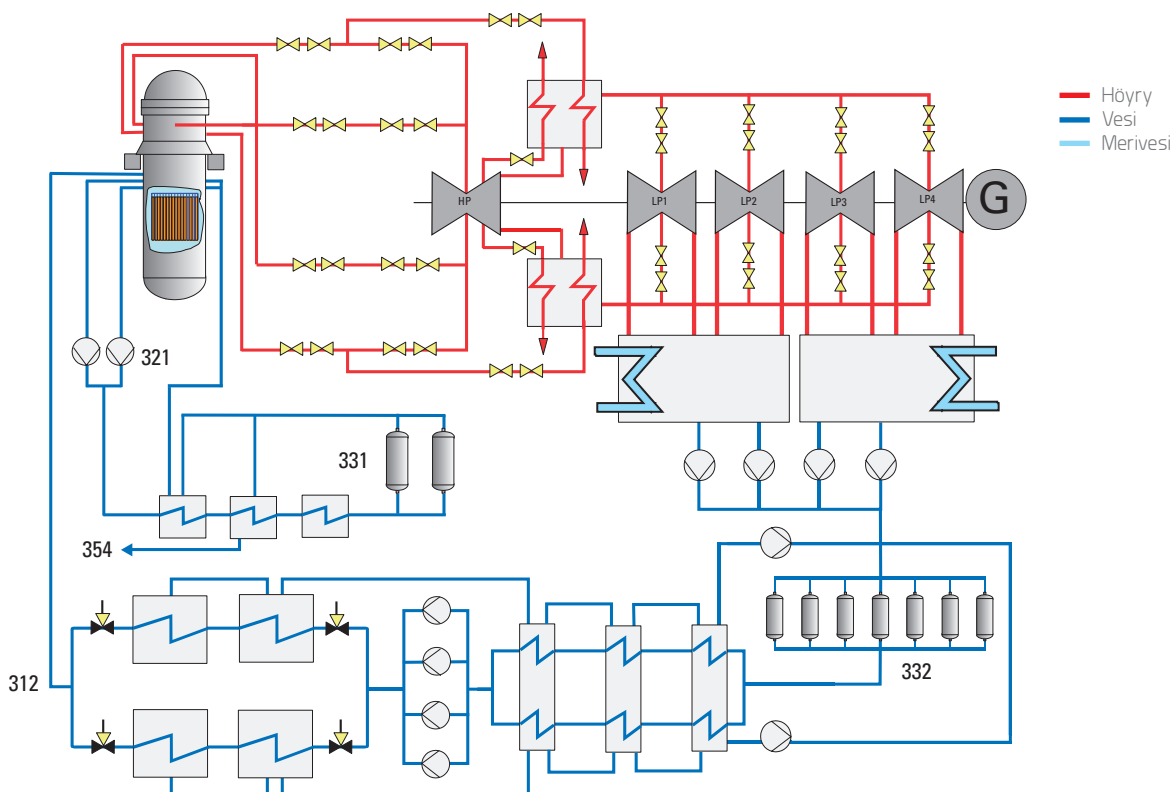 Höyry
Vesi
Merivesi
HP
LP1
LP2
LP3
LP4
G
321
331
354
312
332